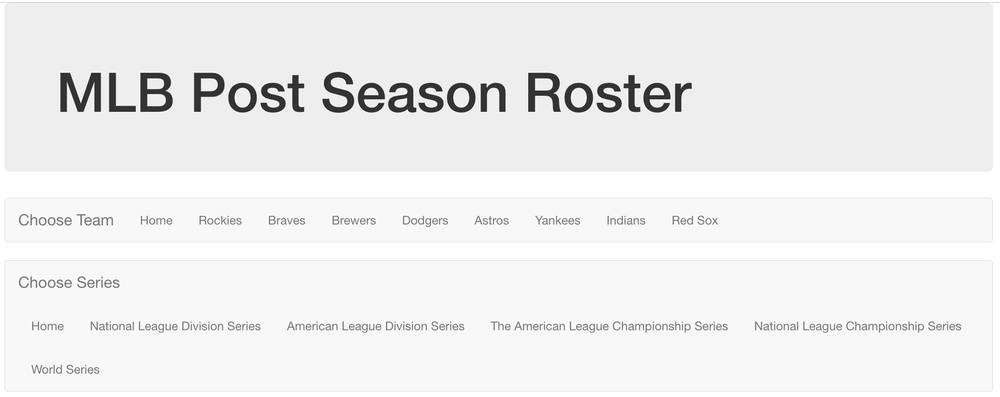 MLB Post Season Roster
Choose Team Home Rockies Braves Brewers Dodgers Astros Yankees Indians Red Sox
Choose Series
Home National League Division Series American League Division Series The American League Championship Series National League Championship Series
World Series